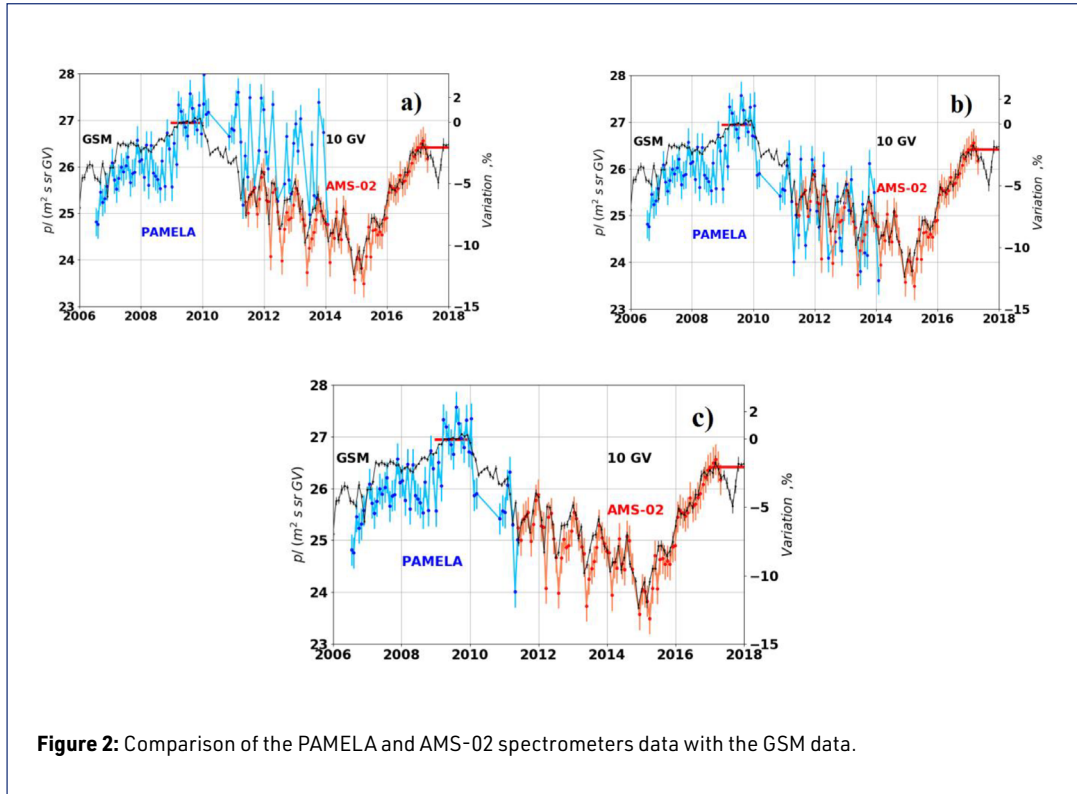 28
27
26
25
24
23
p/ (m² s sr GV)
GSM
PAMELA
AMS-02
10 GV
a)
2
0
−5
−10
−15
Variation ,%
2006 2008 2010 2012 2014 2016 2018
28
27
26
25
24
23
p/ (m² s sr GV)
GSM
PAMELA
AMS-02
10 GV
b)
2
0
−5
−10
−15
Variation ,%
2006 2008 2010 2012 2014 2016 2018
28
27
26
25
24
23
p/ (m² s sr GV)
GSM
PAMELA
AMS-02
10 GV
c)
2
0
−5
−10
−15
Variation ,%
2006 2008 2010 2012 2014 2016 2018
Figure 2: Comparison of the PAMELA and AMS-02 spectrometers data with the GSM data.